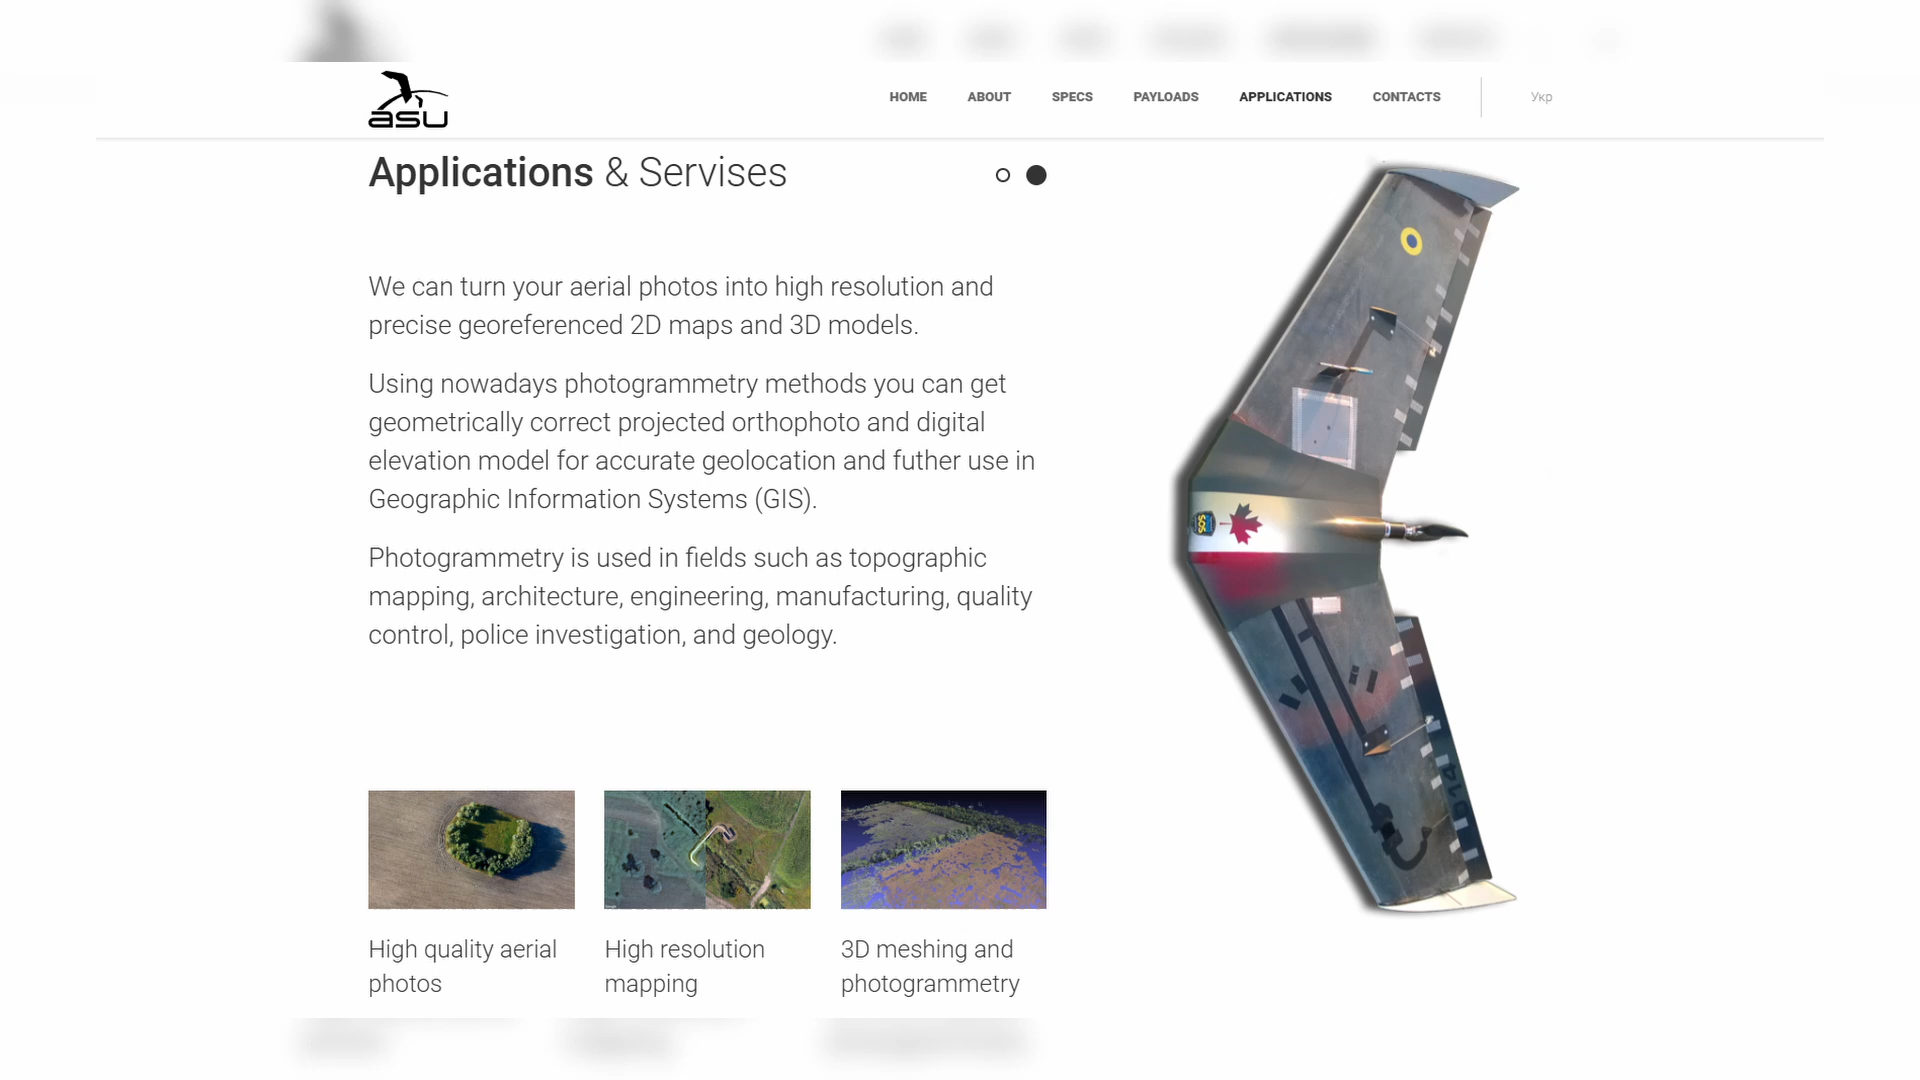 asu
HOME ABOUT SPECS PAYLOADS APPLICATIONS CONTACTS Укр
Applications & Servises
We can turn your aerial photos into high resolution and
precise georeferenced 2D maps and 3D models.
Using nowadays photogrammetry methods you can get
geometrically correct projected orthophoto and digital
elevation model for accurate geolocation and futher use in
Geographic Information Systems (GIS).
Photogrammetry is used in fields such as topographic
mapping, architecture, engineering, manufacturing, quality
control, police investigation, and geology.
SOS
High quality aerial
photos
High resolution
mapping
3D meshing and
photogrammetry